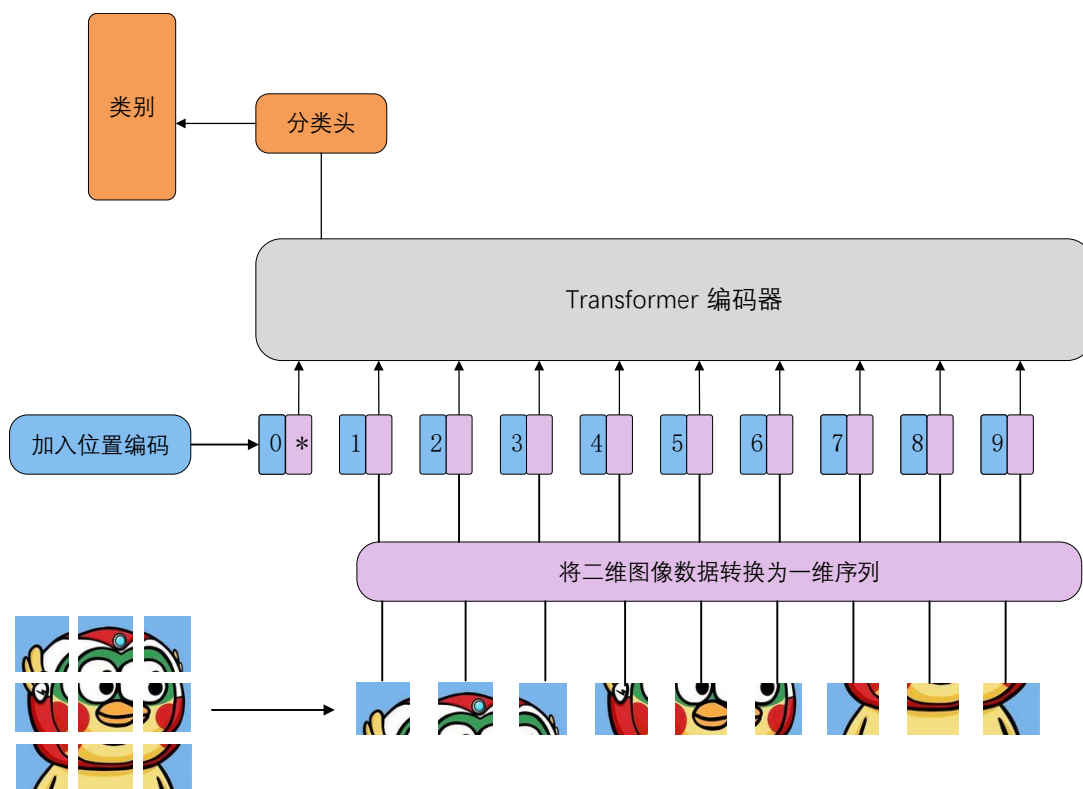 类别
分类头
Transformer 编码器
加入位置编码
0 * 1 2 3 4 5 6 7 8 9
将二维图像数据转换为一维序列